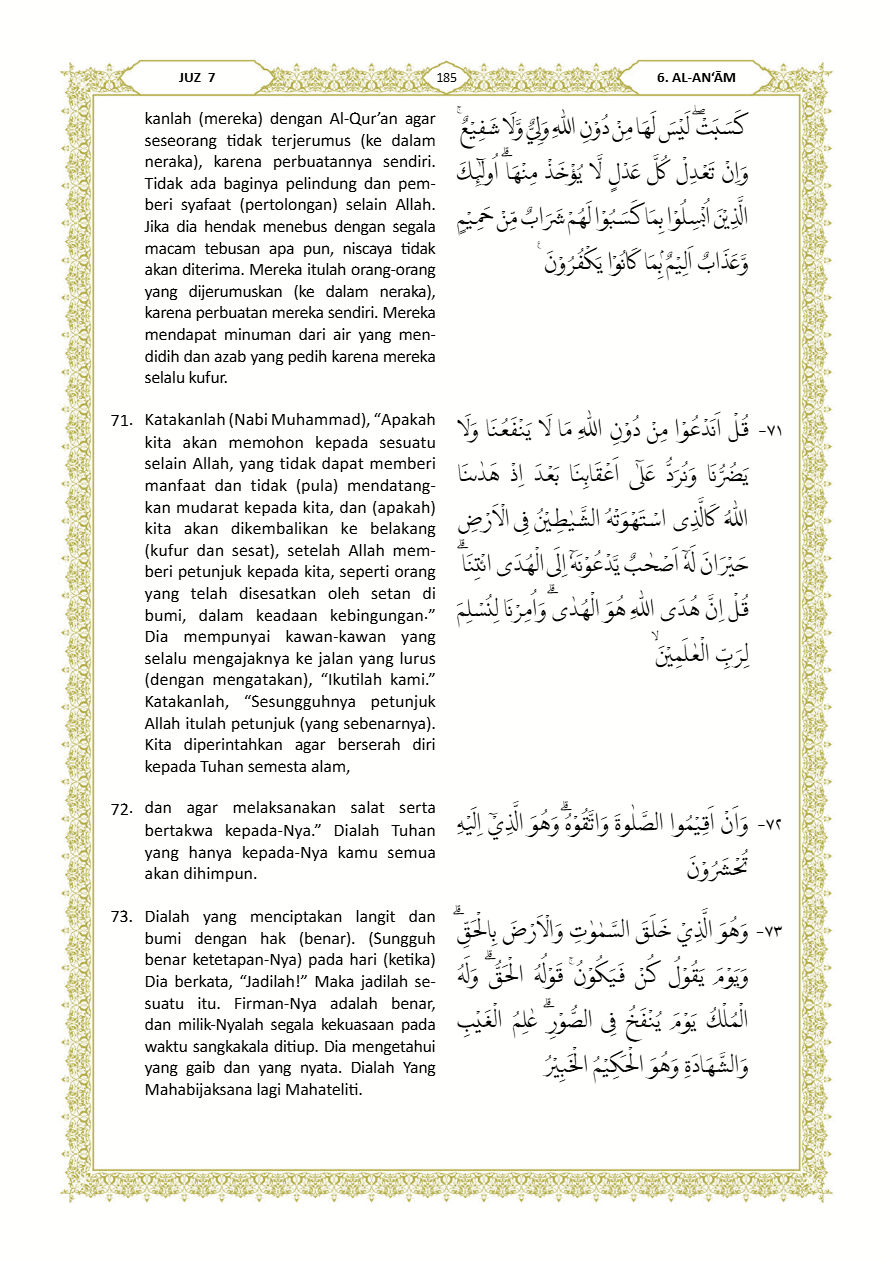 JUZ 7
185
6. AL-AN‘ĀM
kanlah (mereka) dengan Al-Qur’an agar
seseorang tidak terjerumus (ke dalam
neraka), karena perbuatannya sendiri.
Tidak ada baginya pelindung dan pem-
beri syafaat (pertolongan) selain Allah.
Jika dia hendak menebus dengan segala
macam tebusan apa pun, niscaya tidak
akan diterima. Mereka itulah orang-orang
yang dijerumuskan (ke dalam neraka),
karena perbuatan mereka sendiri. Mereka
mendapat minuman dari air yang men-
didih dan azab yang pedih karena mereka
selalu kufur.
كَسَبَتْۖ لَيْسَ لَهَا مِنْ دُوْنِ اللّٰهِ وَلِيٌّ وَّلَا شَفِيْعٌۚ
وَاِنْ تَعْدِلْ كُلَّ عَدْلٍ لَّا يُؤْخَذْ مِنْهَاۗ اُولٰۤىِٕكَ
الَّذِيْنَ اُبْسِلُوْا بِمَا كَسَبُوْا لَهُمْ شَرَابٌ مِّنْ حَمِيْمٍ
وَّعَذَابٌ اَلِيْمٌۢ بِمَا كَانُوْا يَكْفُرُوْنَ ࣖ
71. Katakanlah (Nabi Muhammad), “Apakah
kita akan memohon kepada sesuatu
selain Allah, yang tidak dapat memberi
manfaat dan tidak (pula) mendatang-
kan mudarat kepada kita, dan (apakah)
kita akan dikembalikan ke belakang
(kufur dan sesat), setelah Allah mem-
beri petunjuk kepada kita, seperti orang
yang telah disesatkan oleh setan di
bumi, dalam keadaan kebingungan.”
Dia mempunyai kawan-kawan yang
selalu mengajaknya ke jalan yang lurus
(dengan mengatakan), “Ikutilah kami.”
Katakanlah, “Sesungguhnya petunjuk
Allah itulah petunjuk (yang sebenarnya).
Kita diperintahkan agar berserah diri
kepada Tuhan semesta alam,
٧١- قُلْ اَنَدْعُوْا مِنْ دُوْنِ اللّٰهِ مَا لَا يَنْفَعُنَا وَلَا
يَضُرُّنَا وَنُرَدُّ عَلٰٓى اَعْقَابِنَا بَعْدَ اِذْ هَدٰىنَا
اللّٰهُ كَالَّذِى اسْتَهْوَتْهُ الشَّيٰطِيْنُ فِى الْاَرْضِ
حَيْرَانَ لَهٗٓ اَصْحٰبٌ يَّدْعُوْنَهٗٓ اِلَى الْهُدَى ائْتِنَاۗ
قُلْ اِنَّ هُدَى اللّٰهِ هُوَ الْهُدٰىۗ وَاُمِرْنَا لِنُسْلِمَ
لِرَبِّ الْعٰلَمِيْنَۙ
72. dan agar melaksanakan salat serta
bertakwa kepada-Nya.” Dialah Tuhan
yang hanya kepada-Nya kamu semua
akan dihimpun.
٧٢- وَاَنْ اَقِيْمُوا الصَّلٰوةَ وَاتَّقُوْهُۗ وَهُوَ الَّذِيْٓ اِلَيْهِ
تُحْشَرُوْنَ
73. Dialah yang menciptakan langit dan
bumi dengan hak (benar). (Sungguh
benar ketetapan-Nya) pada hari (ketika)
Dia berkata, “Jadilah!” Maka jadilah se-
suatu itu. Firman-Nya adalah benar,
dan milik-Nyalah segala kekuasaan pada
waktu sangkakala ditiup. Dia mengetahui
yang gaib dan yang nyata. Dialah Yang
Mahabijaksana lagi Mahateliti.
٧٣- وَهُوَ الَّذِيْ خَلَقَ السَّمٰوٰتِ وَالْاَرْضَ بِالْحَقِّۗ
وَيَوْمَ يَقُوْلُ كُنْ فَيَكُوْنُۚ قَوْلُهُ الْحَقُّۗ وَلَهُ
الْمُلْكُ يَوْمَ يُنْفَخُ فِى الصُّوْرِۗ عٰلِمُ الْغَيْبِ
وَالشَّهَادَةِ وَهُوَ الْحَكِيْمُ الْخَبِيْرُ